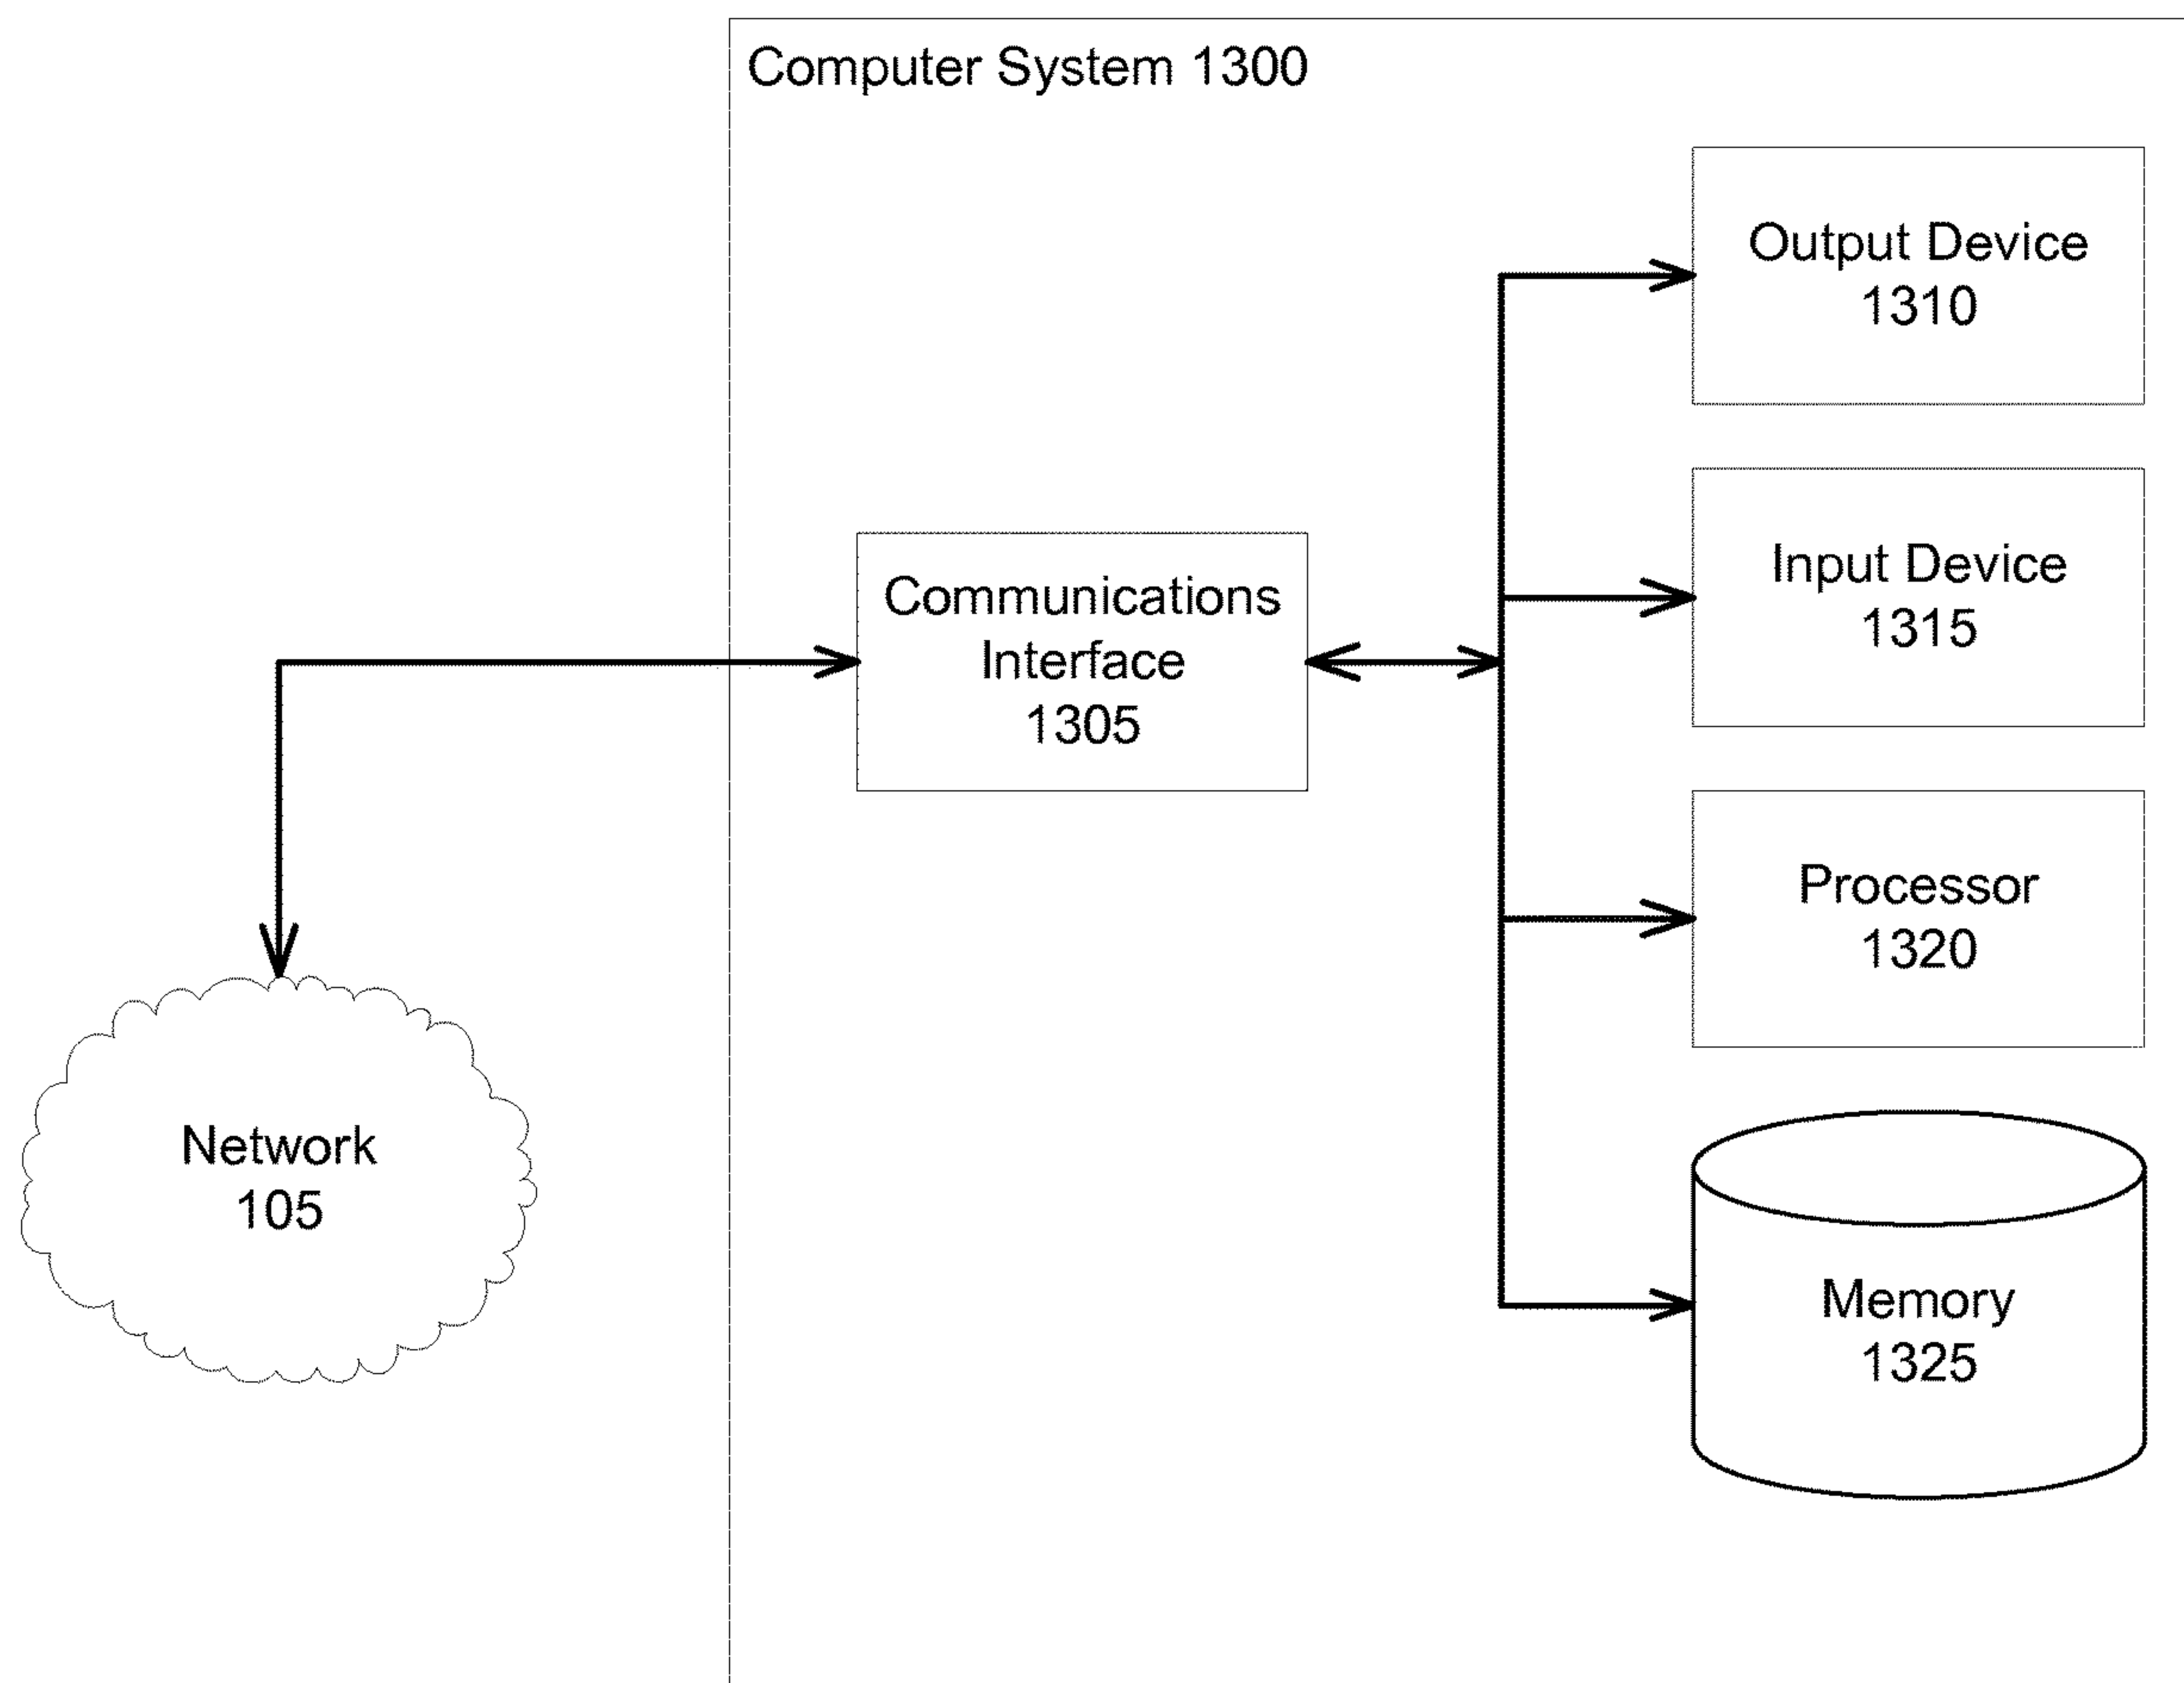 Computer System 1300
Output Device
1310
Input Device
1315
Communications
Interface
1305
Processor
1320
Network
105
Memory
1325